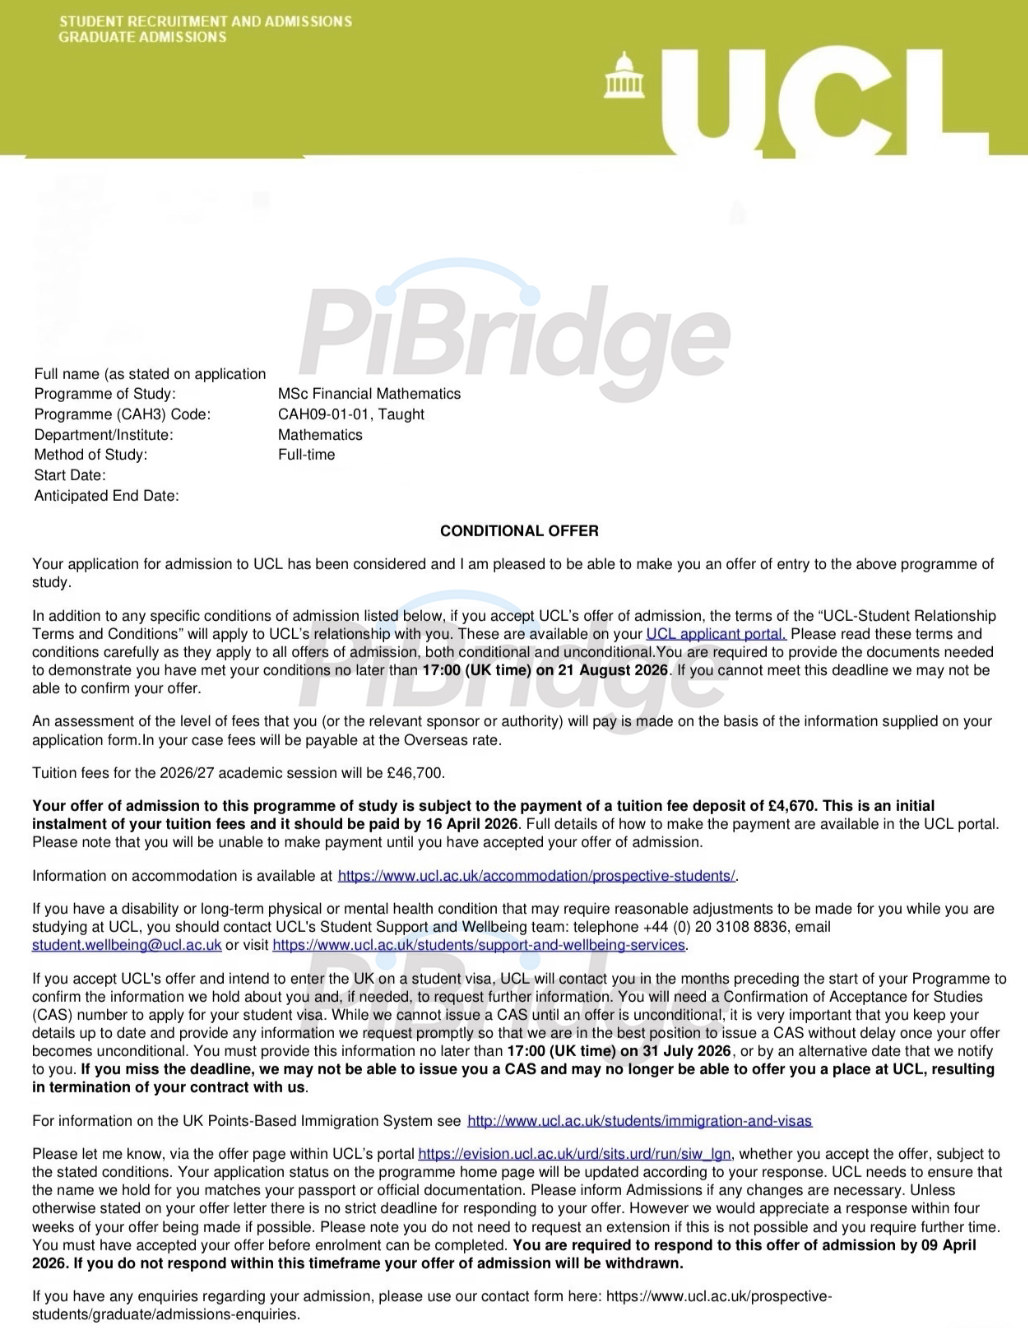 STUDENT RECRUITMENT AND ADMISSIONS
GRADUATE ADMISSIONS
UCL
PiBridge
Full name (as stated on application
Programme of Study: MSc Financial Mathematics
Programme (CAH3) Code: CAH09-01-01, Taught
Department/Institute: Mathematics
Method of Study: Full-time
Start Date:
Anticipated End Date:
CONDITIONAL OFFER
Your application for admission to UCL has been considered and I am pleased to be able to make you an offer of entry to the above programme of
study.
In addition to any specific conditions of admission listed below, if you accept UCL's offer of admission, the terms of the “UCL-Student Relationship
Terms and Conditions” will apply to UCL's relationship with you. These are available on your UCL applicant portal. Please read these terms and
conditions carefully as they apply to all offers of admission, both conditional and unconditional.You are required to provide the documents needed
to demonstrate you have met your conditions no later than 17:00 (UK time) on 21 August 2026. If you cannot meet this deadline we may not be
able to confirm your offer.
PiBridge
An assessment of the level of fees that you (or the relevant sponsor or authority) will pay is made on the basis of the information supplied on your
application form.In your case fees will be payable at the Overseas rate.
Tuition fees for the 2026/27 academic session will be £46,700.
Your offer of admission to this programme of study is subject to the payment of a tuition fee deposit of £4,670. This is an initial
instalment of your tuition fees and it should be paid by 16 April 2026. Full details of how to make the payment are available in the UCL portal.
Please note that you will be unable to make payment until you have accepted your offer of admission.
Information on accommodation is available at https://www.ucl.ac.uk/accommodation/prospective-students/.
If you have a disability or long-term physical or mental health condition that may require reasonable adjustments to be made for you while you are
studying at UCL, you should contact UCL's Student Support and Wellbeing team: telephone +44 (0) 20 3108 8836, email
student.wellbeing@ucl.ac.uk or visit https://www.ucl.ac.uk/students/support-and-wellbeing-services.
If you accept UCL's offer and intend to enter the UK on a student visa, UCL will contact you in the months preceding the start of your Programme to
confirm the information we hold about you and, if needed, to request further information. You will need a Confirmation of Acceptance for Studies
(CAS) number to apply for your student visa. While we cannot issue a CAS until an offer is unconditional, it is very important that you keep your
details up to date and provide any information we request promptly so that we are in the best position to issue a CAS without delay once your offer
becomes unconditional. You must provide this information no later than 17:00 (UK time) on 31 July 2026, or by an alternative date that we notify
to you. If you miss the deadline, we may not be able to issue you a CAS and may no longer be able to offer you a place at UCL, resulting
in termination of your contract with us.
PiBridge
For information on the UK Points-Based Immigration System see http://www.ucl.ac.uk/students/immigration-and-visas
Please let me know, via the offer page within UCL's portal https://evision.ucl.ac.uk/urd/sits.urd/run/siw_lgn, whether you accept the offer, subject to
the stated conditions. Your application status on the programme home page will be updated according to your response. UCL needs to ensure that
the name we hold for you matches your passport or official documentation. Please inform Admissions if any changes are necessary. Unless
otherwise stated on your offer letter there is no strict deadline for responding to your offer. However we would appreciate a response within four
weeks of your offer being made if possible. Please note you do not need to request an extension if this is not possible and you require further time.
You must have accepted your offer before enrolment can be completed. You are required to respond to this offer of admission by 09 April
2026. If you do not respond within this timeframe your offer of admission will be withdrawn.
If you have any enquiries regarding your admission, please use our contact form here: https://www.ucl.ac.uk/prospective-
students/graduate/admissions-enquiries.